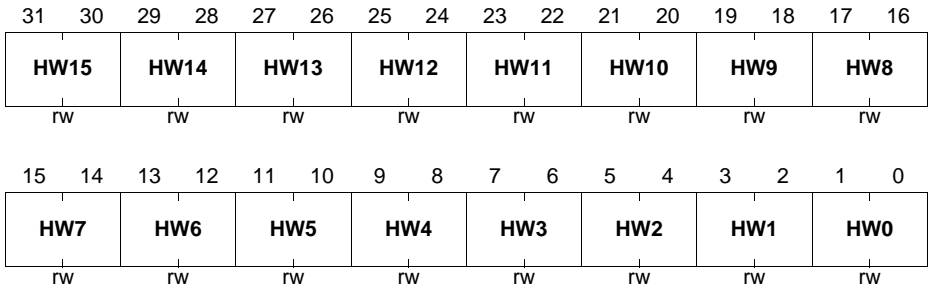 31 30 29 28 27 26 25 24 23 22 21 20 19 18 17 16
HW15 HW14 HW13 HW12 HW11 HW10 HW9 HW8
rw rw rw rw rw rw rw rw
15 14 13 12 11 10 9 8 7 6 5 4 3 2 1 0
HW7 HW6 HW5 HW4 HW3 HW2 HW1 HW0
rw rw rw rw rw rw rw rw